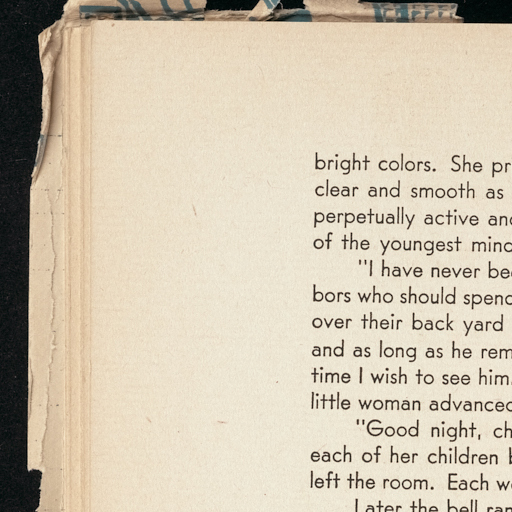 bright colors. She pr
clear and smooth as
perpetually active and
of the youngest mind
"I have never bee
bors who should spend
over their back yard
and as long as he rem
time I wish to see him.
little woman advanced
"Good night, ch
each of her children b
left the room. Each we
Later the bell ran